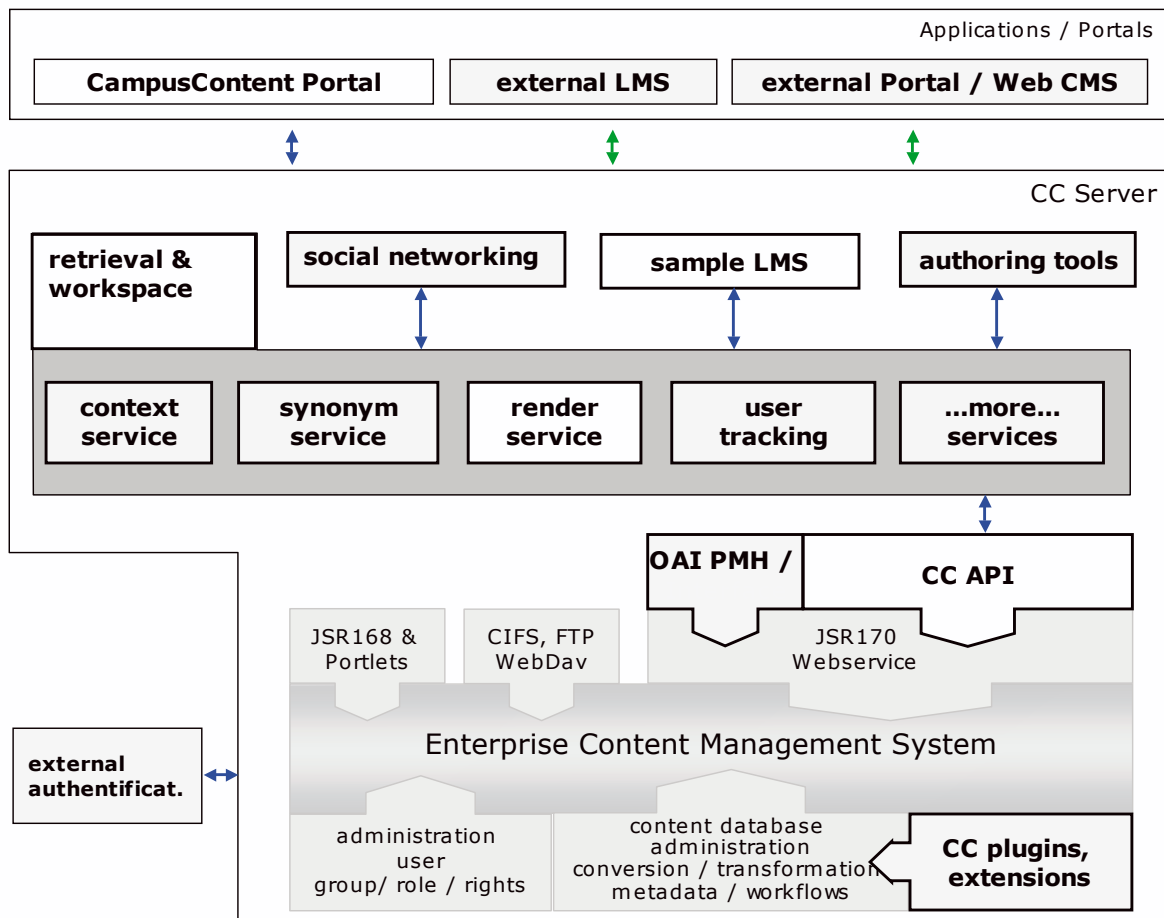 Applications / Portals
CampusContent Portal
external LMS
external Portal / Web CMS
CC Server
retrieval &
workspace
social networking
sample LMS
authoring tools
context
service
synonym
service
render
service
user
tracking
...more...
services
OAI PMH /
CC API
JSR168 &
Portlets
CIFS, FTP
WebDav
JSR170
Webservice
Enterprise Content Management System
external
authentificat.
administration
user
group/ role / rights
content database
administration
conversion / transformation
metadata / workflows
CC plugins,
extensions